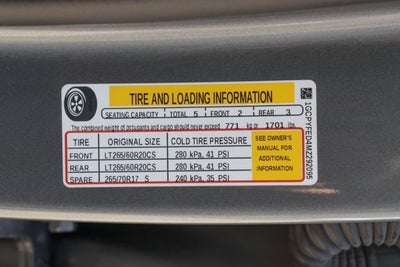 TIRE AND LOADING INFORMATION
SEATING CAPACITY TOTAL 5 FRONT 2 REAR 3
The combined weight of occupants and cargo should never exceed 771 kg or 1701 lbs.
TIRE ORIGINAL SIZE COLD TIRE PRESSURE
FRONT LT265/60R20CS 280 kPa, 41 PSI
REAR LT265/60R20CS 280 kPa, 41 PSI
SPARE 265/70R17 S 240 kPa, 35 PSI
SEE OWNER'S
MANUAL FOR
ADDITIONAL
INFORMATION